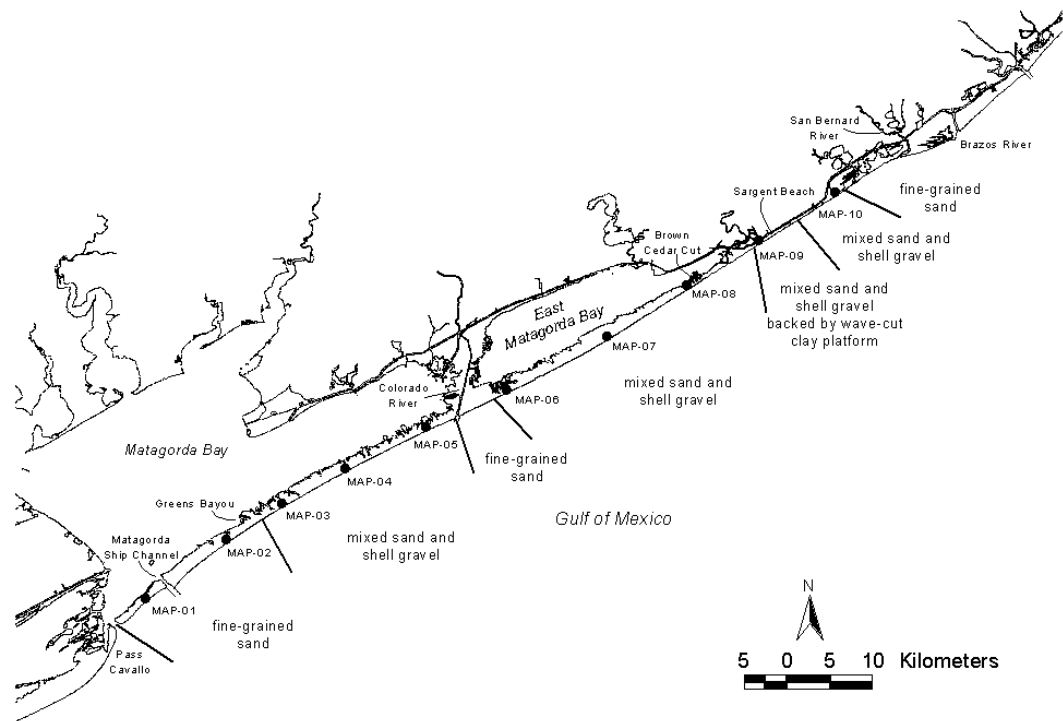 San Bernard
River
Brazos River
Sargent Beach
fine-grained
sand
MAP-10
Brown
Cedar Cut
MAP-09
mixed sand and
shell gravel
MAP-08
mixed sand and
shell gravel
backed by wave-cut
clay platform
East
Matagorda Bay
MAP-07
Colorado
River
MAP-06
mixed sand and
shell gravel
MAP-05
Matagorda Bay
fine-grained
sand
MAP-04
Greens Bayou
MAP-03
Gulf of Mexico
Matagorda
Ship Channel
MAP-02
mixed sand and
shell gravel
MAP-01
fine-grained
sand
Pass
Cavallo
N
5 0 5 10 Kilometers